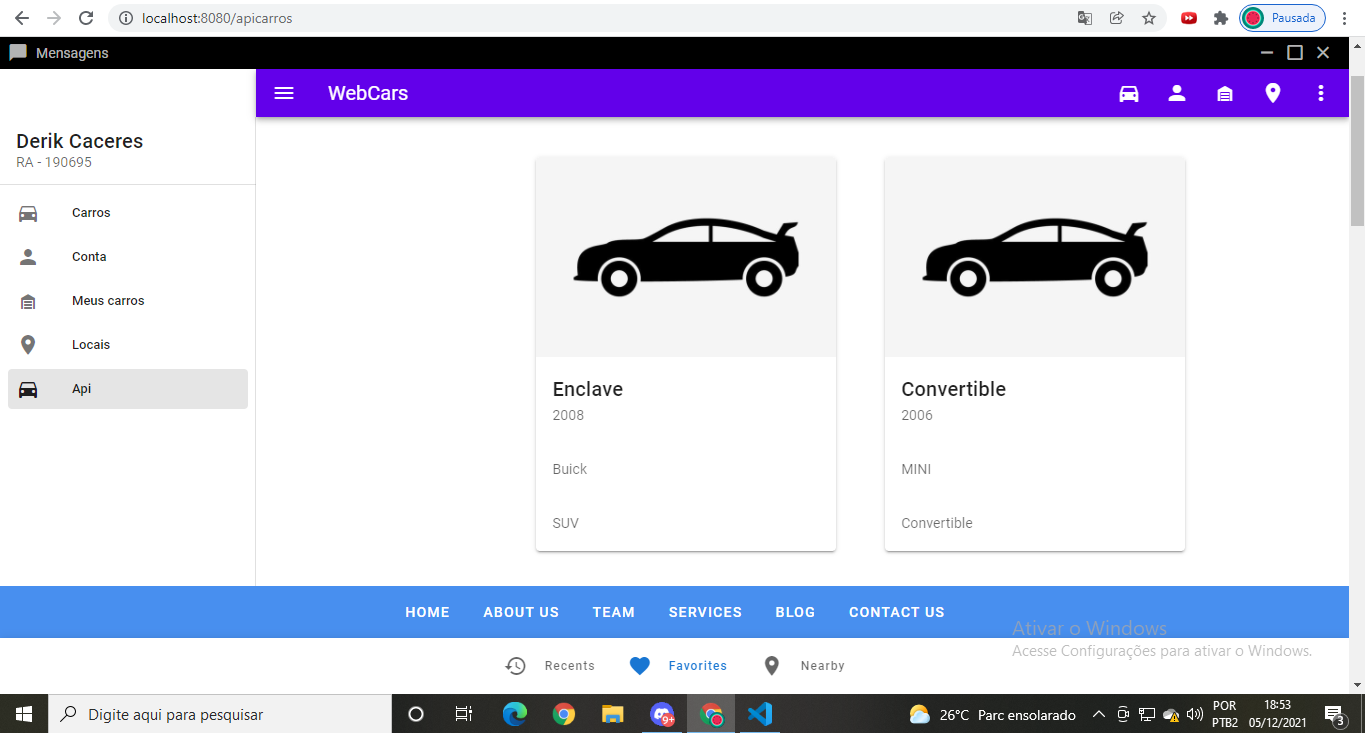 localhost:8080/apicarros
Pausada
Mensagens
WebCars
Derik Caceres
RA - 190695
Carros
Conta
Meus carros
Locais
Api
Enclave
2008
Buick
SUV
Convertible
2006
MINI
Convertible
HOME ABOUT US TEAM SERVICES BLOG CONTACT US
Ativar o Windows
Acesse Configurações para ativar o Windows.
Recents Favorites Nearby
Digite aqui para pesquisar
9+
26°C Parc ensolarado
POR
PTB2
18:53
05/12/2021
3